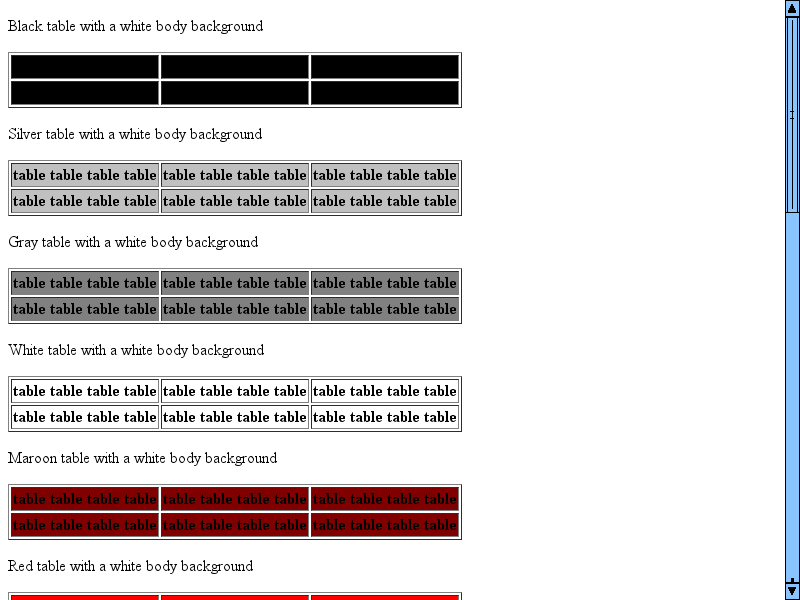 Black table with a white body background
Silver table with a white body background
table table table table table table table table table table table table
table table table table table table table table table table table table
Gray table with a white body background
table table table table table table table table table table table table
table table table table table table table table table table table table
White table with a white body background
table table table table table table table table table table table table
table table table table table table table table table table table table
Maroon table with a white body background
table table table table table table table table table table table table
table table table table table table table table table table table table
Red table with a white body background